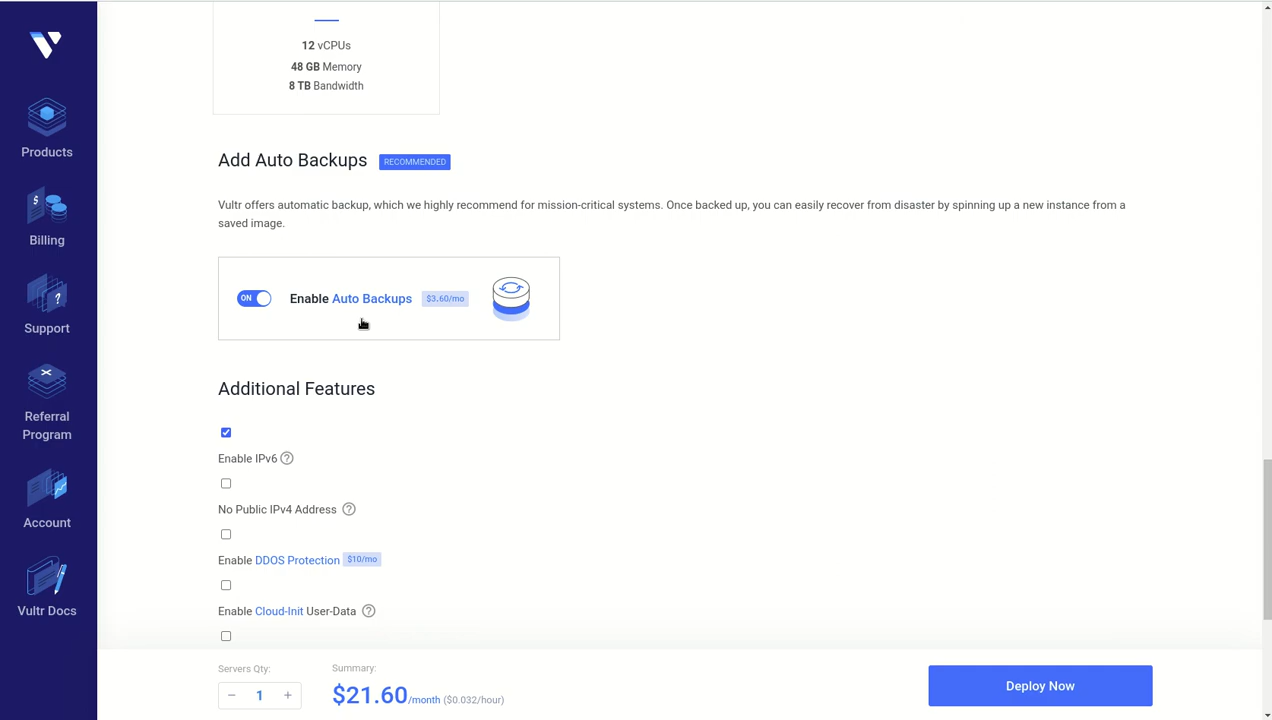 12 vCPUs
48 GB Memory
8 TB Bandwidth
Products
Billing
Support
Referral
Program
Account
Vultr Docs
Add Auto Backups RECOMMENDED
Vultr offers automatic backup, which we highly recommend for mission-critical systems. Once backed up, you can easily recover from disaster by spinning up a new instance from a
saved image.
ON Enable Auto Backups $3.60/mo
Additional Features
Enable IPv6 ?
No Public IPv4 Address ?
Enable DDOS Protection $10/mo
Enable Cloud-Init User-Data ?
Servers Qty:
− 1 +
Summary:
$21.60/month ($0.032/hour)
Deploy Now